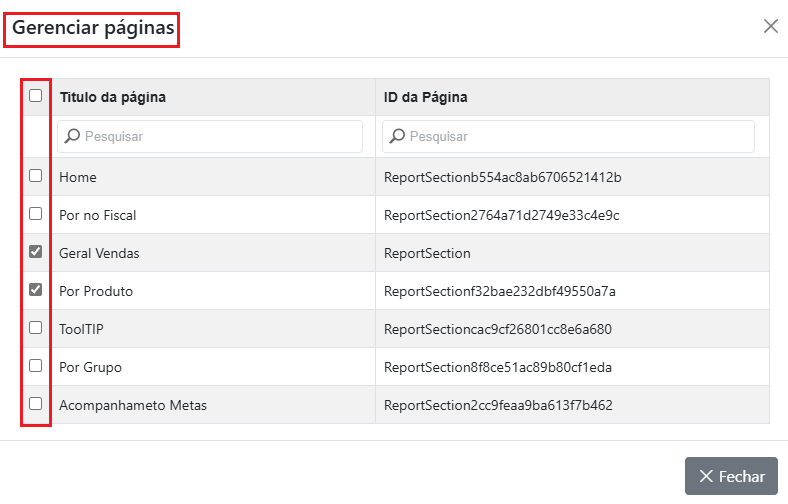 Gerenciar páginas
Título da página ID da Página
Pesquisar Pesquisar
Home ReportSectionb554ac8ab6706521412b
Por no Fiscal ReportSection2764a71d2749e33c4e9c
Geral Vendas ReportSection
Por Produto ReportSectionf32bae232dbf49550a7a
ToolTIP ReportSectioncac9cf26801cc8e6a680
Por Grupo ReportSection8f8ce51ac89b80cf1eda
Acompanhameto Metas ReportSection2cc9feaa9ba613f7b462
Fechar